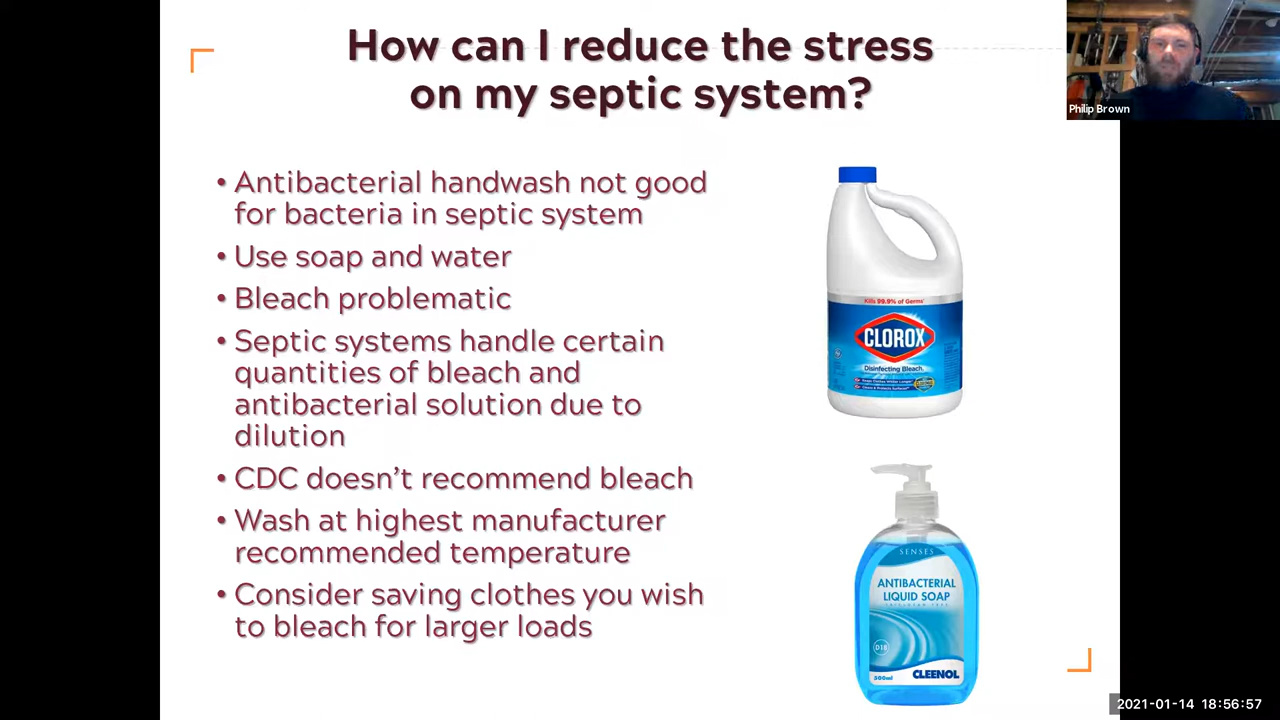 How can I reduce the stress
on my septic system?
Philip Brown
• Antibacterial handwash not good
for bacteria in septic system
• Use soap and water
• Bleach problematic
• Septic systems handle certain
quantities of bleach and
antibacterial solution due to
dilution
• CDC doesn't recommend bleach
• Wash at highest manufacturer
recommended temperature
• Consider saving clothes you wish
to bleach for larger loads
Kills 99.9% of Germs
CLOROX
Disinfecting Bleach
SENSES
ANTIBACTERIAL
LIQUID SOAP
D18
500ml
CLEENOL
2021-01-14 18:56:57